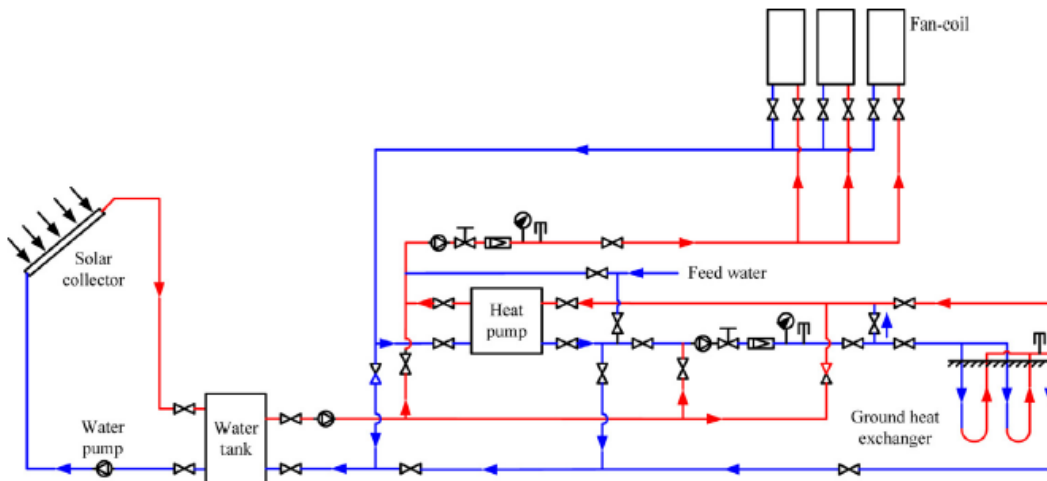 Fan-coil
Solar
collector
Feed water
Heat
pump
Water
pump
Water
tank
Ground heat
exchanger